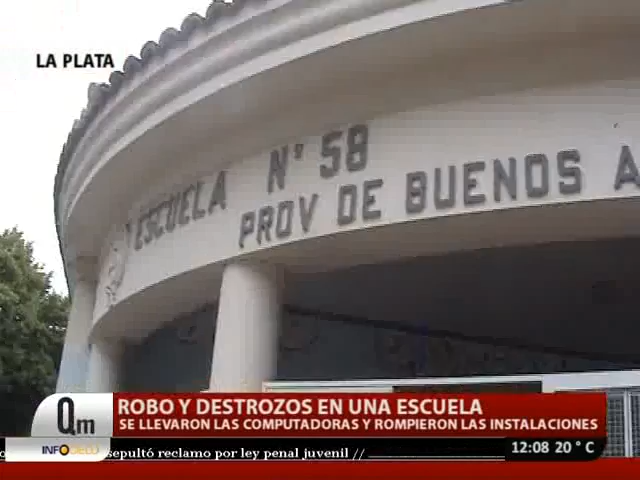 LA PLATA
ESCUELA N° 58
PROV DE BUENOS A
Qm
INFOOECO
ROBO Y DESTROZOS EN UNA ESCUELA
SE LLEVARON LAS COMPUTADORAS Y ROMPIERON LAS INSTALACIONES
sepultó reclamo por ley penal juvenil //
12:08 20°C